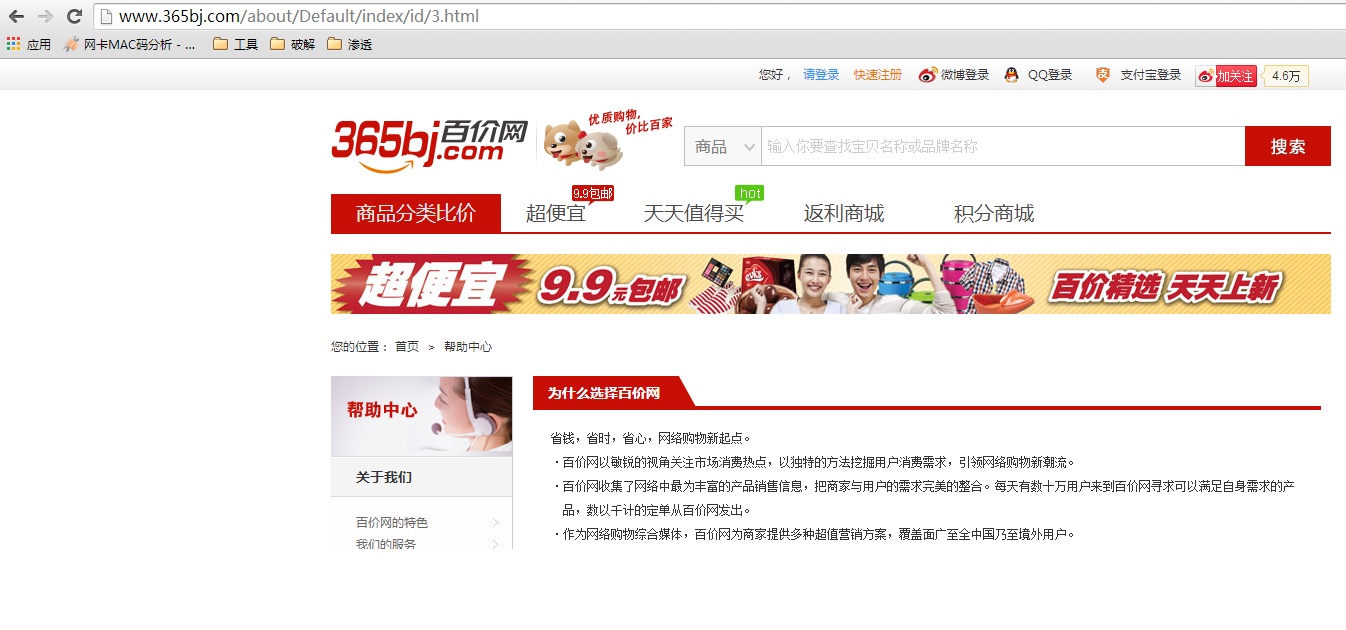 www.365bj.com/about/Default/index/id/3.html
应用 网卡MAC码分析 - ... 工具 破解 渗透
您好， 请登录 快速注册 微博登录 QQ登录 支付宝登录 加关注 4.6万
365bj.com 百价网 优质购物， 价比百家
商品 输入你要查找宝贝名称或品牌名称 搜索
9.9包邮 hot
商品分类比价 超便宜 天天值得买 返利商城 积分商城
超便宜 9.9元包邮 百价精选 天天上新
您的位置： 首页 > 帮助中心
帮助中心
为什么选择百价网
省钱，省时，省心，网络购物新起点。
·百价网以敏锐的视角关注市场消费热点，以独特的方法挖掘用户消费需求，引领网络购物新潮流。
·百价网收集了网络中最为丰富的产品销售信息，把商家与用户的需求完美的整合。每天有数十万用户来到百价网寻求可以满足自身需求的产
品，数以千计的定单从百价网发出。
·作为网络购物综合媒体，百价网为商家提供多种超值营销方案，覆盖面广至全中国乃至境外用户。
关于我们
百价网的特色
我们的服务